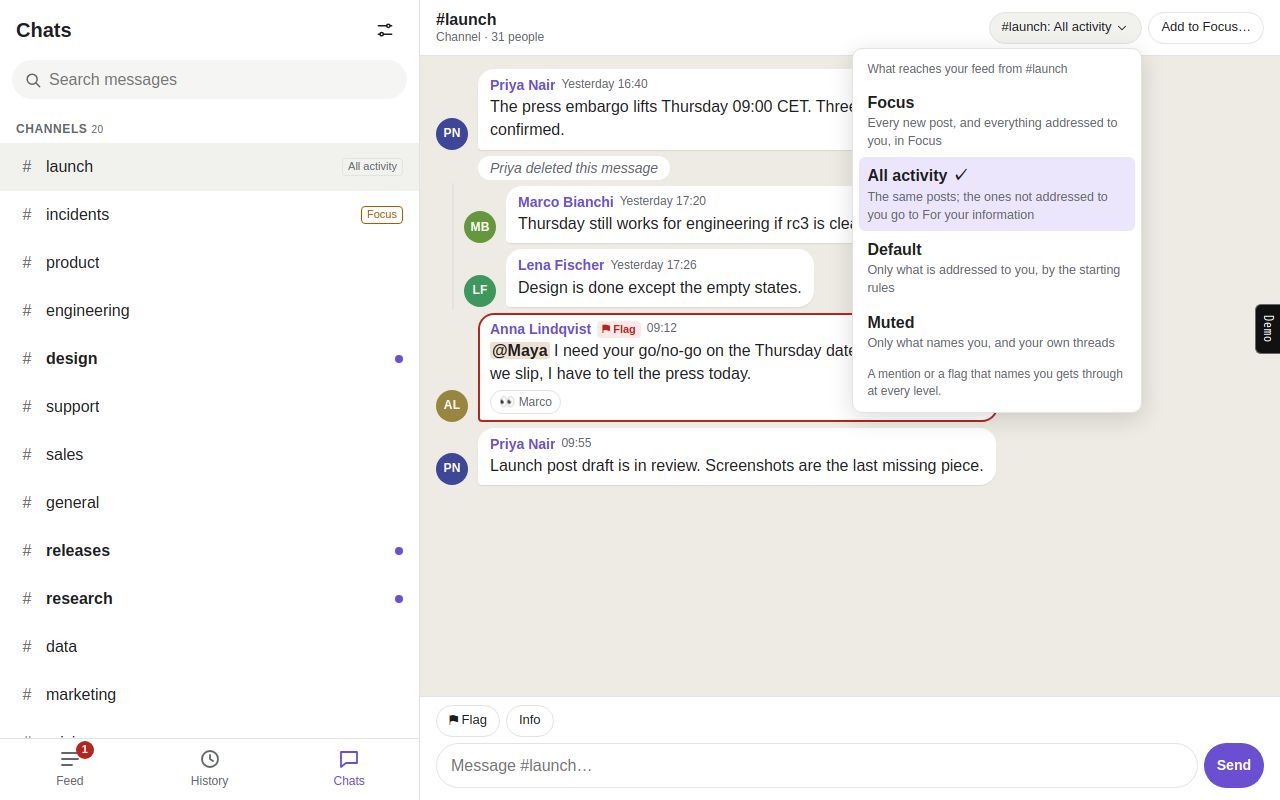 Chats
Search messages
CHANNELS 20
# launch All activity
# incidents Focus
# product
# engineering
# design
# support
# sales
# general
# releases
# research
# data
# marketing
#
1
Feed
History
Chats
#launch
Channel · 31 people
#launch: All activity
Add to Focus…
Priya Nair Yesterday 16:40
The press embargo lifts Thursday 09:00 CET. Three
confirmed.
PN
Priya deleted this message
Marco Bianchi Yesterday 17:20
Thursday still works for engineering if rc3 is
MB
Lena Fischer Yesterday 17:26
Design is done except the empty states.
LF
Anna Lindqvist Flag 09:12
@Maya I need your go/no-go on the Thursday date
we slip, I have to tell the press today.
👀 Marco
AL
Priya Nair 09:55
Launch post draft is in review. Screenshots are the last missing piece.
PN
What reaches your feed from #launch
Focus
Every new post, and everything addressed to
you, in Focus
All activity ✓
The same posts; the ones not addressed to
you go to For your information
Default
Only what is addressed to you, by the starting
rules
Muted
Only what names you, and your own threads
A mention or a flag that names you gets through
at every level.
Demo
Flag
Info
Message #launch…
Send